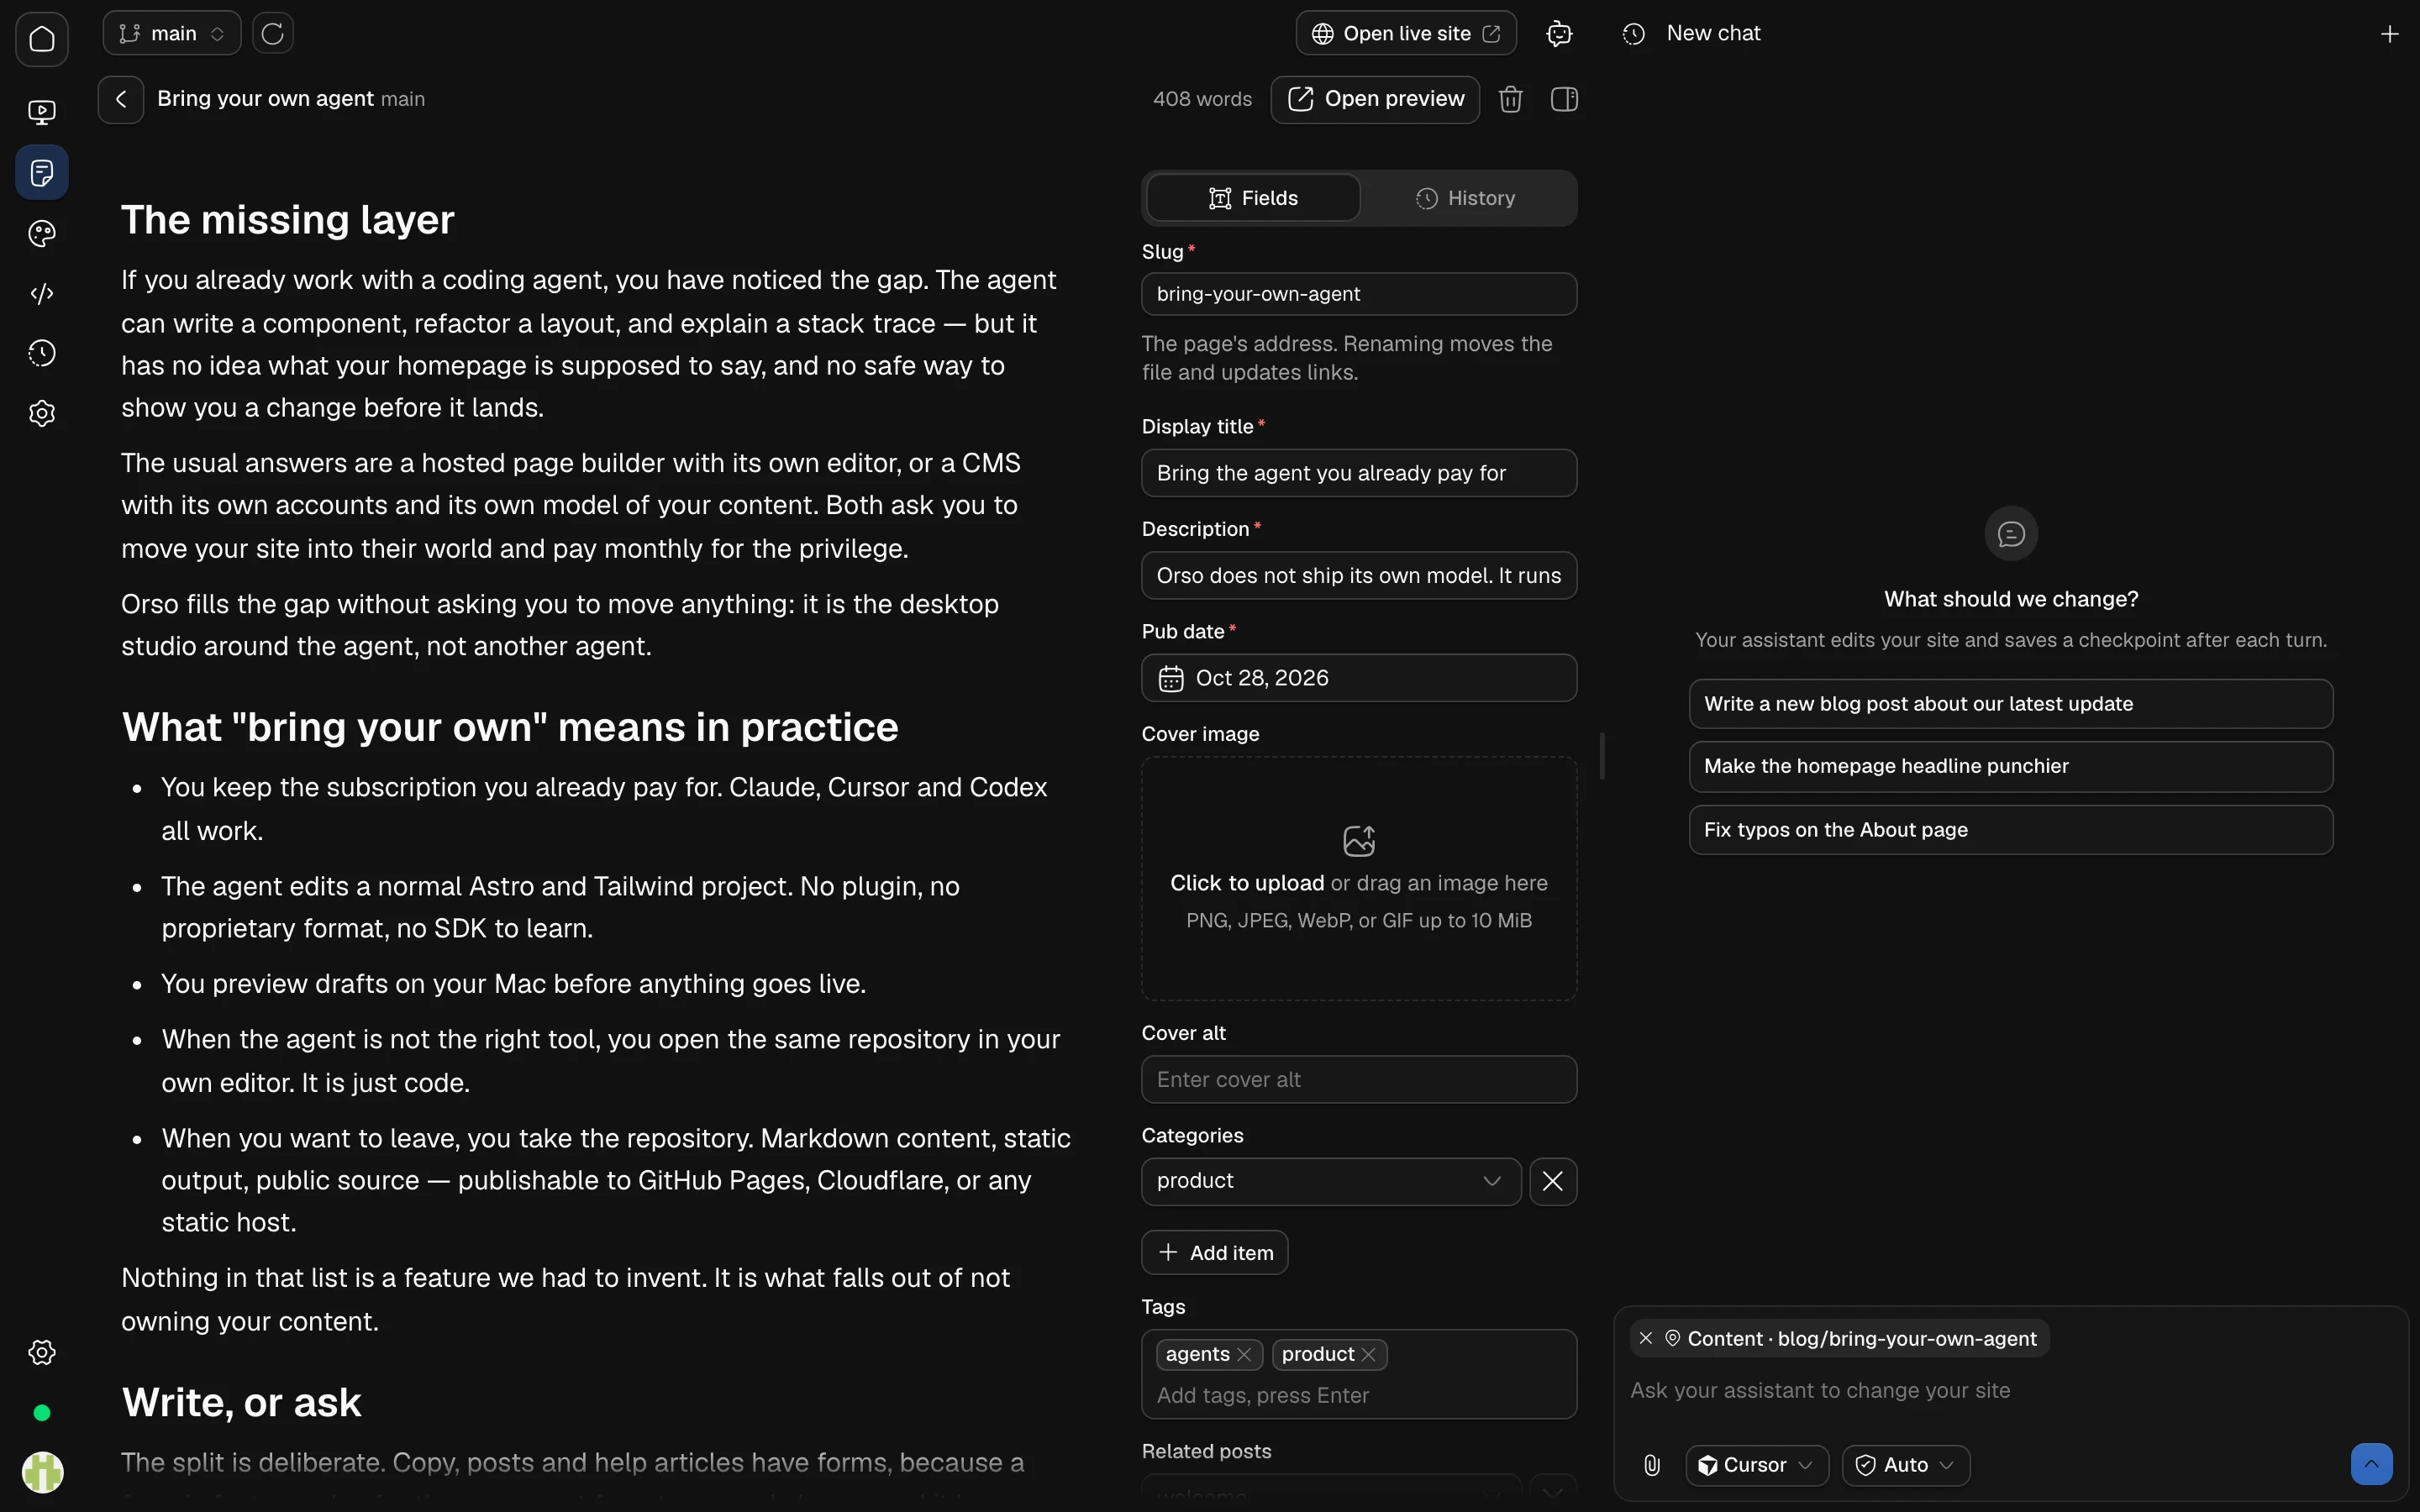 main
Open live site
New chat
Bring your own agent main
408 words
Open preview
The missing layer
If you already work with a coding agent, you have noticed the gap. The agent
can write a component, refactor a layout, and explain a stack trace — but it
has no idea what your homepage is supposed to say, and no safe way to
show you a change before it lands.
The usual answers are a hosted page builder with its own editor, or a CMS
with its own accounts and its own model of your content. Both ask you to
move your site into their world and pay monthly for the privilege.
Orso fills the gap without asking you to move anything: it is the desktop
studio around the agent, not another agent.
What "bring your own" means in practice
• You keep the subscription you already pay for. Claude, Cursor and Codex
all work.
• The agent edits a normal Astro and Tailwind project. No plugin, no
proprietary format, no SDK to learn.
• You preview drafts on your Mac before anything goes live.
• When the agent is not the right tool, you open the same repository in your
own editor. It is just code.
• When you want to leave, you take the repository. Markdown content, static
output, public source — publishable to GitHub Pages, Cloudflare, or any
static host.
Nothing in that list is a feature we had to invent. It is what falls out of not
owning your content.
Write, or ask
The split is deliberate. Copy, posts and help articles have forms, because a
Fields
History
Slug*
bring-your-own-agent
The page's address. Renaming moves the
file and updates links.
Display title*
Bring the agent you already pay for
Description*
Orso does not ship its own model. It runs
Pub date*
Oct 28, 2026
Cover image
Click to upload or drag an image here
PNG, JPEG, WebP, or GIF up to 10 MiB
Cover alt
Enter cover alt
Categories
product
Add item
Tags
agents
product
Add tags, press Enter
Related posts
welcome
What should we change?
Your assistant edits your site and saves a checkpoint after each turn.
Write a new blog post about our latest update
Make the homepage headline punchier
Fix typos on the About page
Content · blog/bring-your-own-agent
Ask your assistant to change your site
Cursor
Auto